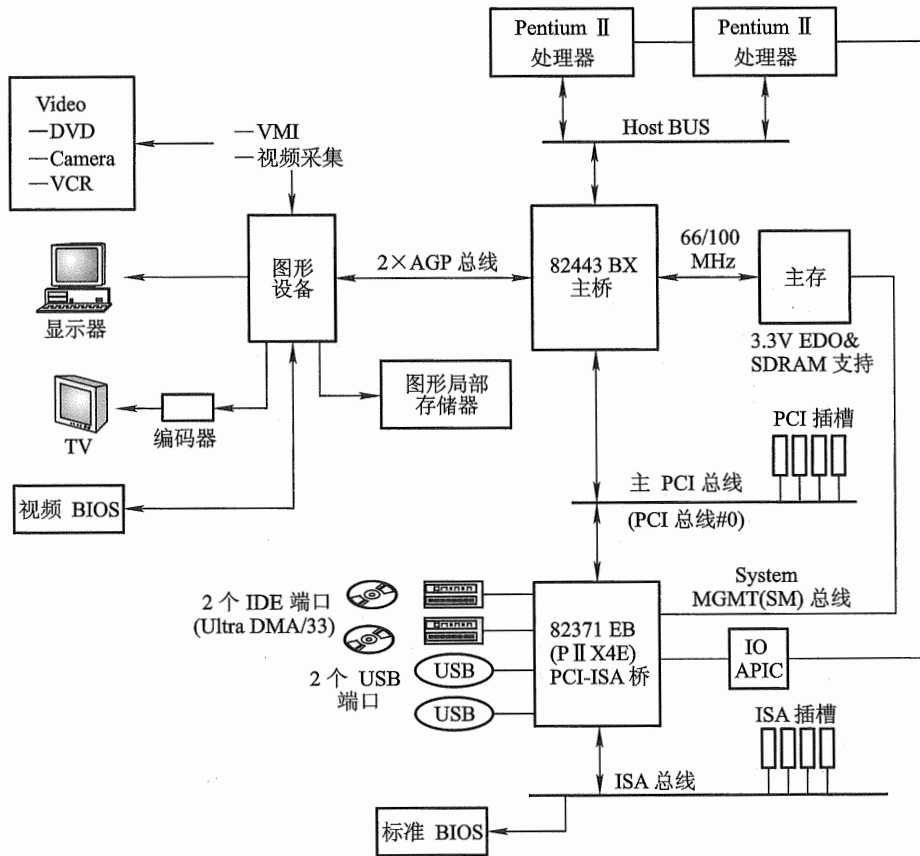 Pentium Ⅱ
处理器
Pentium Ⅱ
处理器
Host BUS
Video
—DVD
—Camera
—VCR
—VMI
—视频采集
图形
设备
2×AGP 总线
82443 BX
主桥
66/100
MHz
主存
3.3V EDO&
SDRAM 支持
显示器
TV
编码器
图形局部
存储器
视频 BIOS
PCI 插槽
主 PCI 总线
(PCI 总线#0)
2 个 IDE 端口
(Ultra DMA/33)
2 个 USB
端口
USB
USB
82371 EB
(PⅡX4E)
PCI-ISA 桥
System
MGMT(SM) 总线
IO
APIC
ISA 插槽
ISA 总线
标准 BIOS